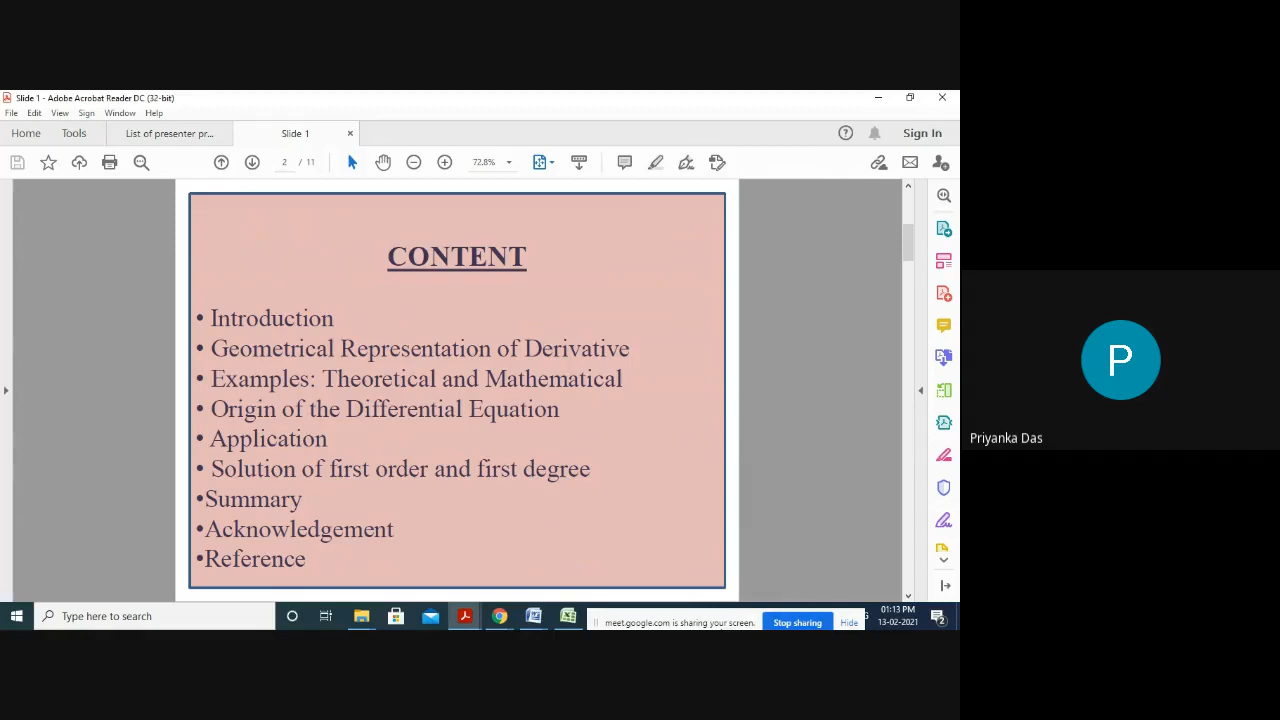 Slide 1 - Adobe Acrobat Reader DC (32-bit)
File Edit View Sign Window Help
Home Tools List of presenter pr... Slide 1 × Sign In
2 / 11 72.8%
CONTENT
• Introduction
• Geometrical Representation of Derivative
• Examples: Theoretical and Mathematical
• Origin of the Differential Equation
• Application
• Solution of first order and first degree
•Summary
•Acknowledgement
•Reference
P
Priyanka Das
Type here to search
meet.google.com is sharing your screen. Stop sharing Hide
01:13 PM
13-02-2021
2